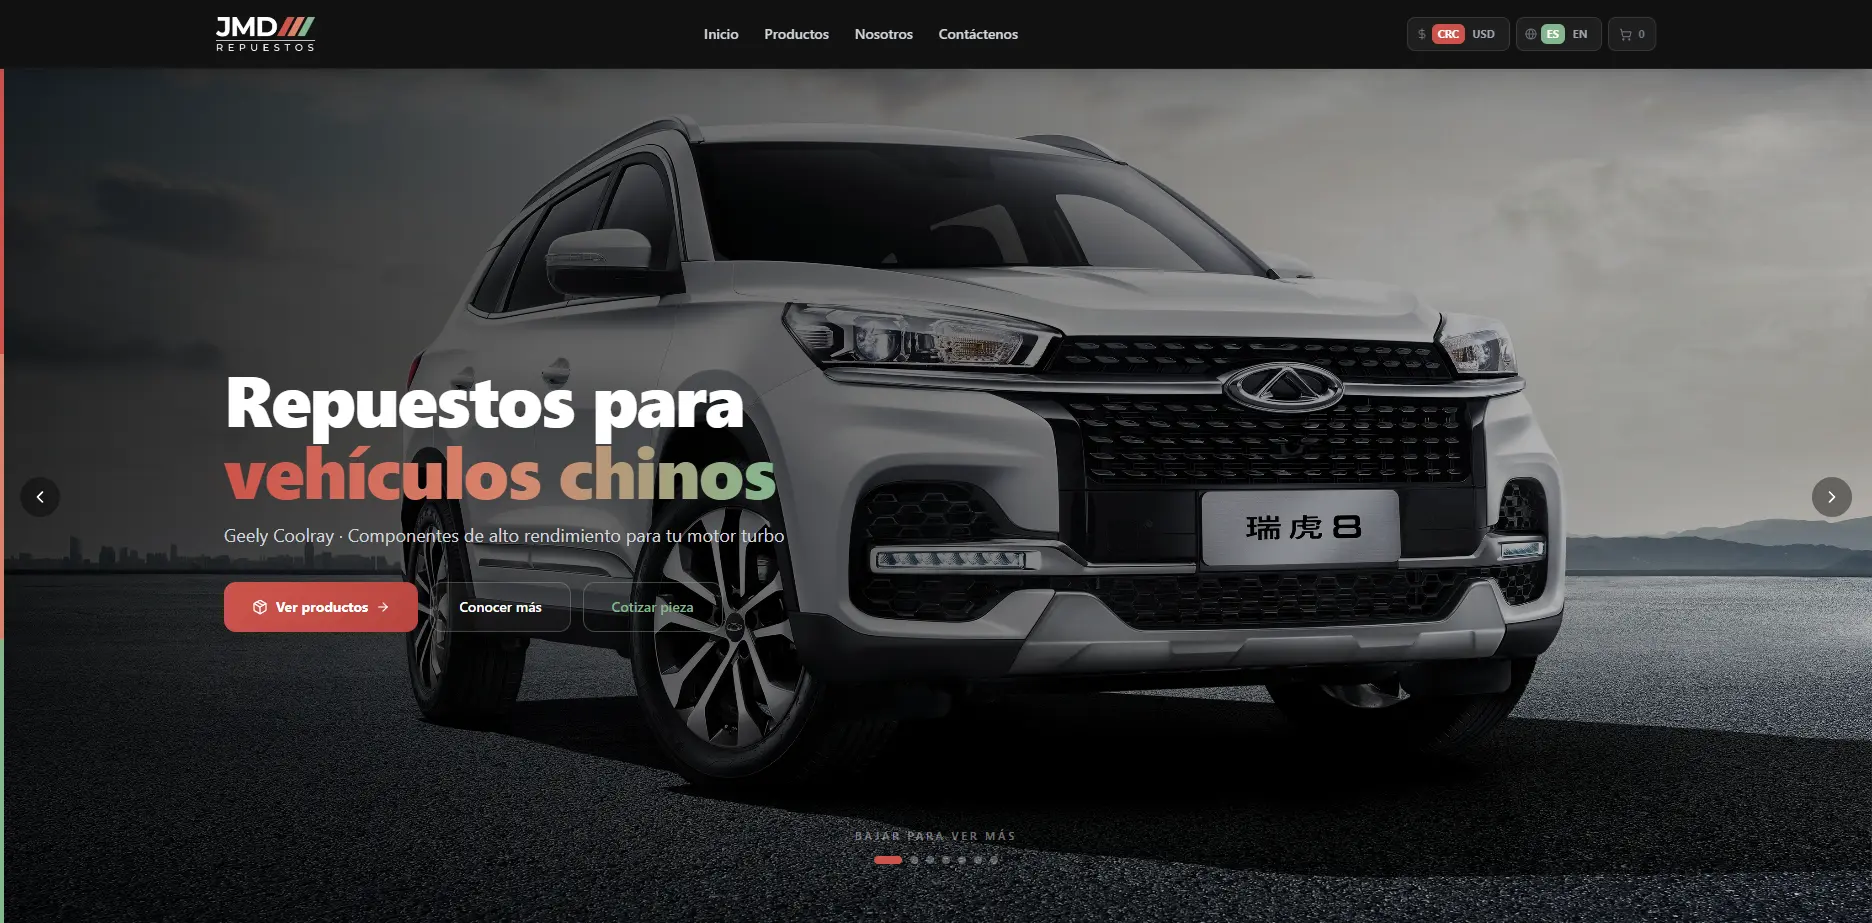 JMD
REPUESTOS
Inicio Productos Nosotros Contáctenos
$ CRC USD ES EN 0
Repuestos para
vehículos chinos
Geely Coolray · Componentes de alto rendimiento para tu motor turbo
Ver productos → Conocer más Cotizar pieza
瑞虎8
BAJAR PARA VER MÁS